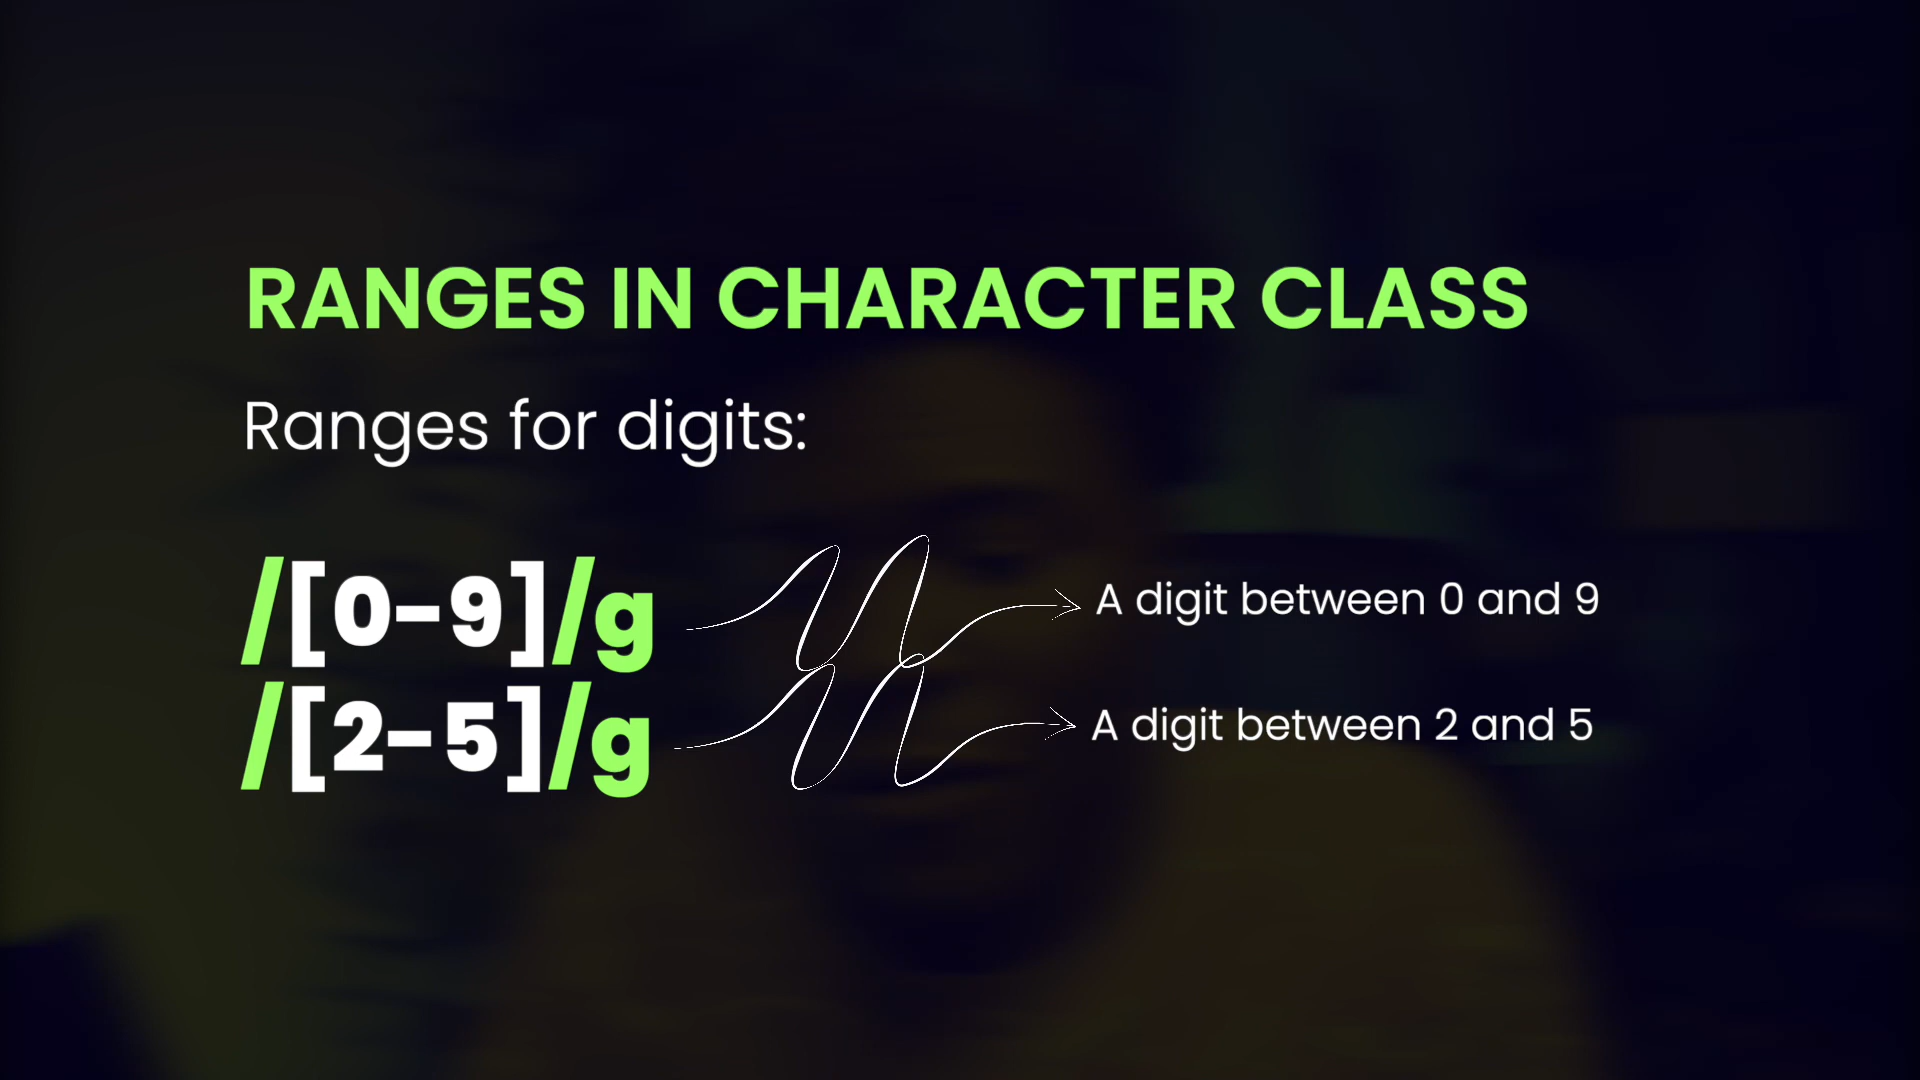 RANGES IN CHARACTER CLASS
Ranges for digits:
/[0-9]/g A digit between 0 and 9
/[2-5]/g A digit between 2 and 5